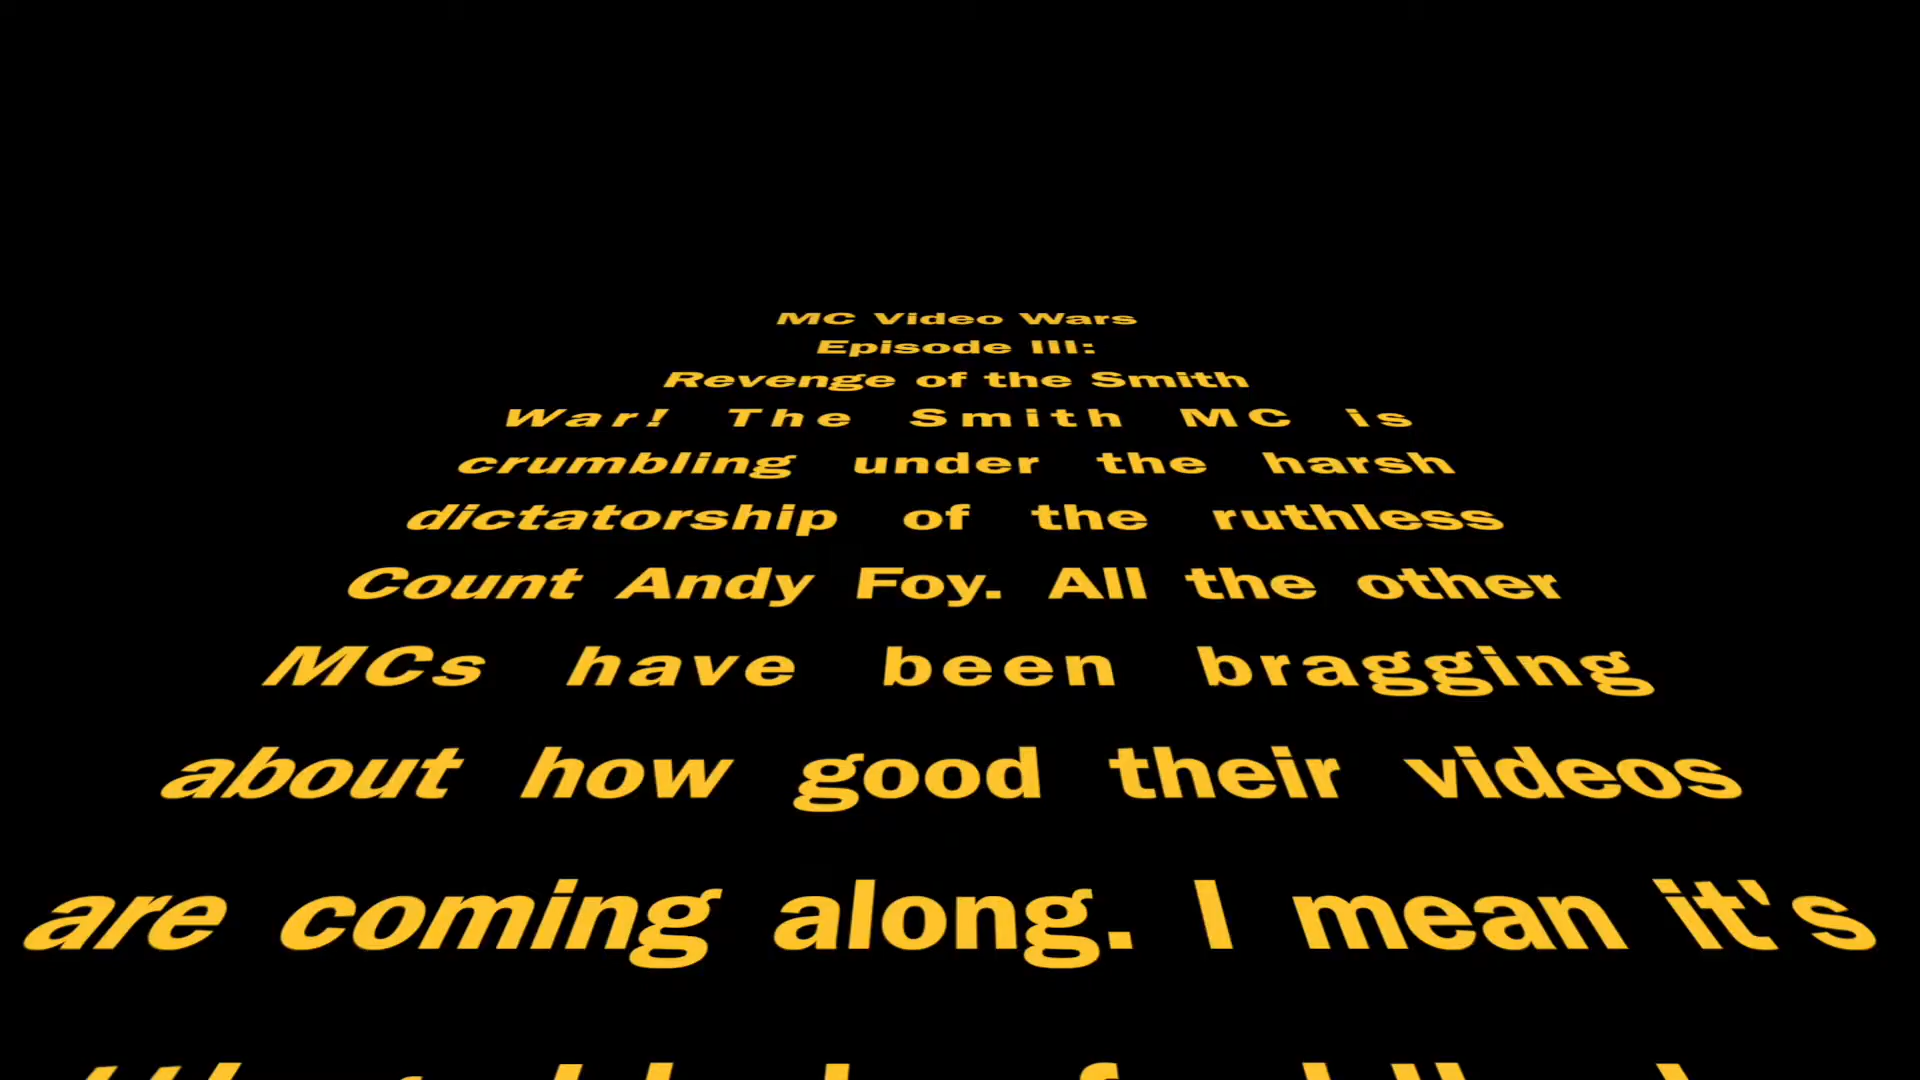 MC Video Wars
Episode III:
Revenge of the Smith
War! The Smith MC is
crumbling under the harsh
dictatorship of the ruthless
Count Andy Foy. All the other
MCs have been bragging
about how good their videos
are coming along. I mean it's